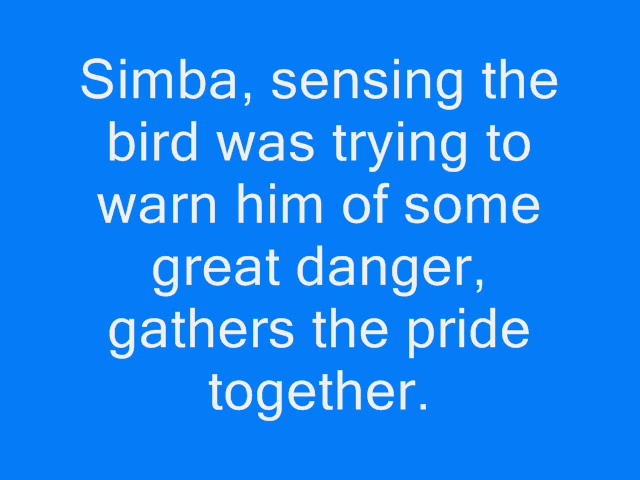 Simba, sensing the
bird was trying to
warn him of some
great danger,
gathers the pride
together.